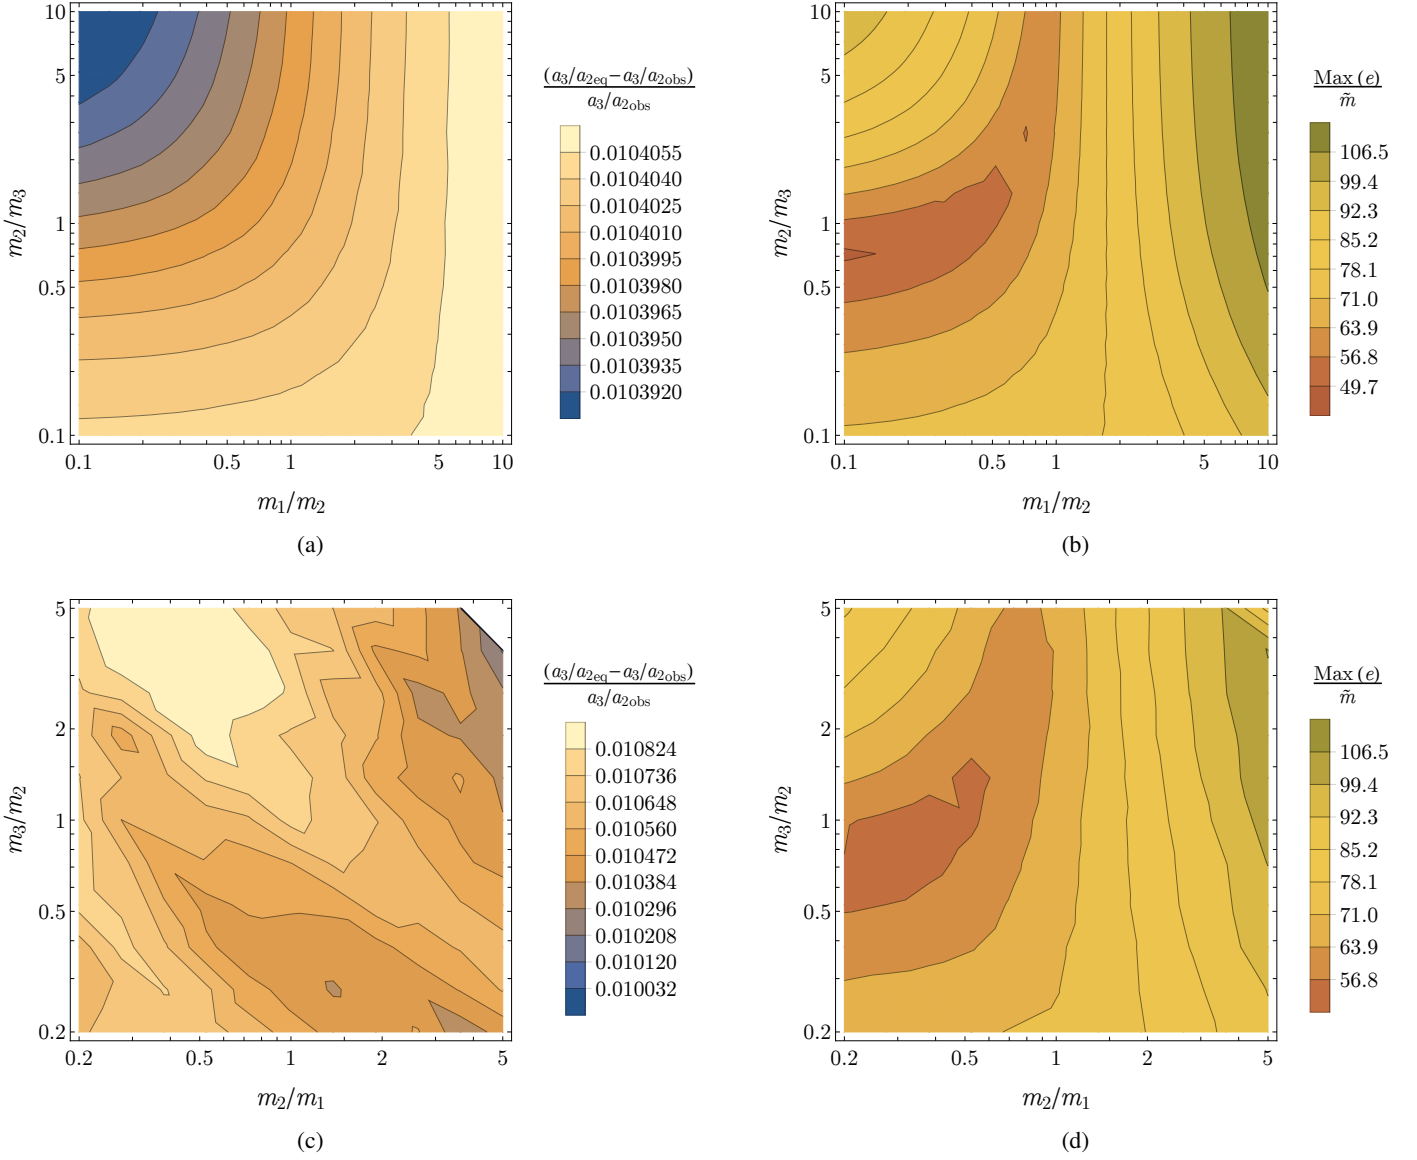 10
5
1
0.5
0.1
m2/m3
0.1 0.5 1 5 10
m1/m2
(a)
(a3/a2eq−a3/a2obs)
a3/a2obs
0.0104055
0.0104040
0.0104025
0.0104010
0.0103995
0.0103980
0.0103965
0.0103950
0.0103935
0.0103920
10
5
1
0.5
0.1
m2/m3
0.1 0.5 1 5 10
m1/m2
(b)
Max (e)
m̃
106.5
99.4
92.3
85.2
78.1
71.0
63.9
56.8
49.7
5
2
1
0.5
0.2
m3/m2
0.2 0.5 1 2 5
m2/m1
(c)
(a3/a2eq−a3/a2obs)
a3/a2obs
0.010824
0.010736
0.010648
0.010560
0.010472
0.010384
0.010296
0.010208
0.010120
0.010032
5
2
1
0.5
0.2
m3/m2
0.2 0.5 1 2 5
m2/m1
(d)
Max (e)
m̃
106.5
99.4
92.3
85.2
78.1
71.0
63.9
56.8